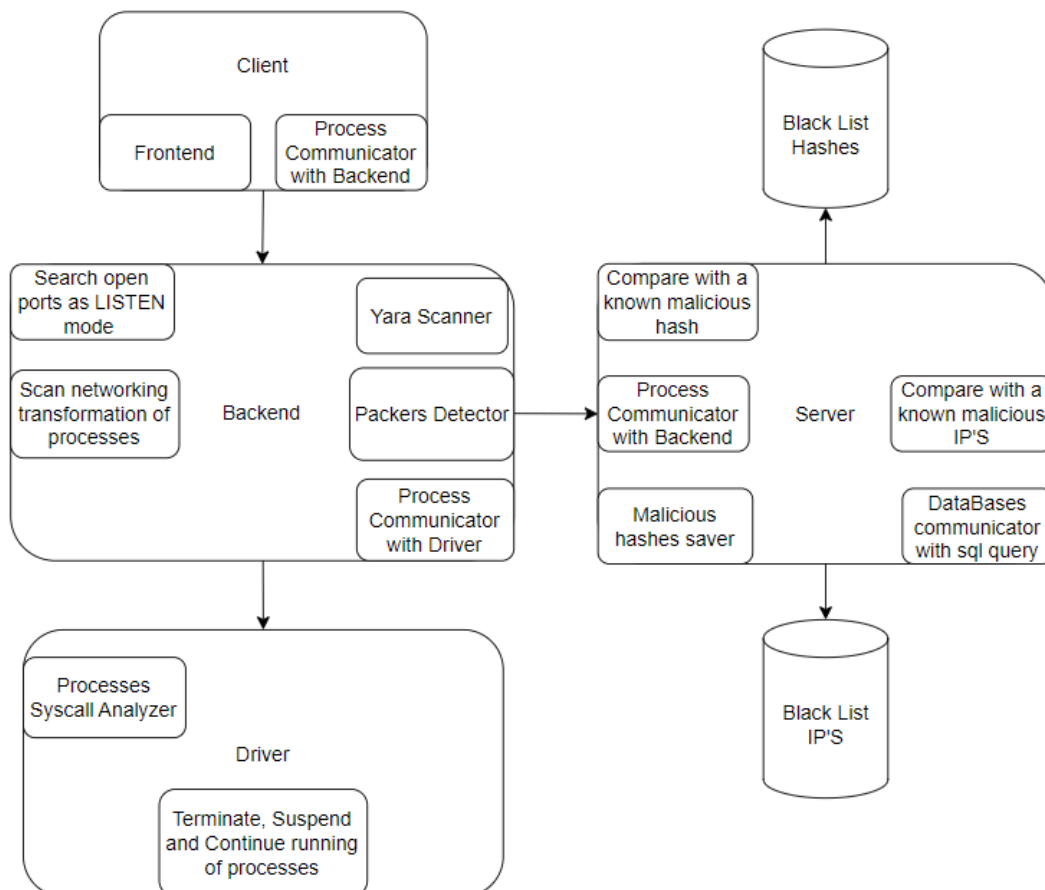 Client
Frontend
Process
Communicator
with Backend
Black List
Hashes
Search open
ports as LISTEN
mode
Yara Scanner
Scan networking
transformation of
processes
Backend
Packers Detector
Process
Communicator
with Driver
Compare with a
known malicious
hash
Process
Communicator
with Backend
Server
Compare with a
known malicious
IP'S
Malicious
hashes saver
DataBases
communicator
with sql query
Processes
Syscall Analyzer
Driver
Terminate, Suspend
and Continue running
of processes
Black List
IP'S